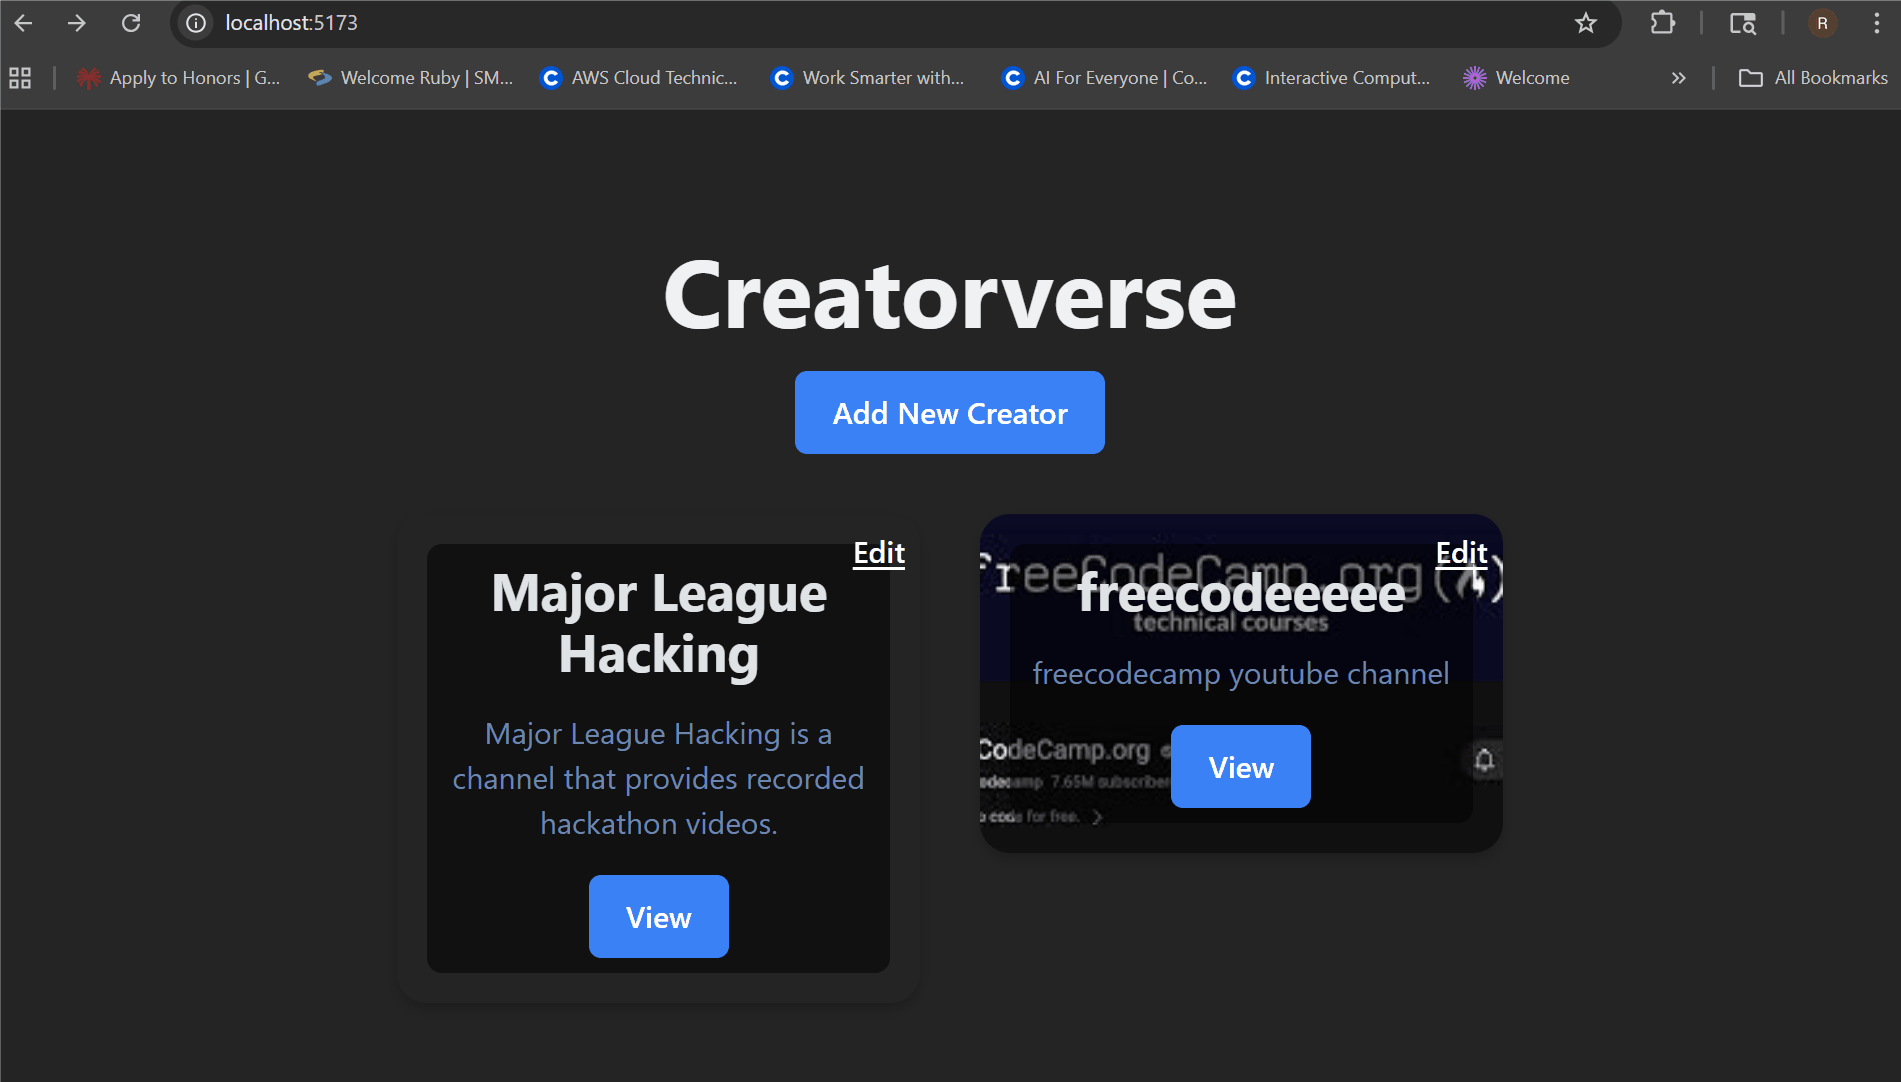 localhost:5173
R
Apply to Honors | G...
Welcome Ruby | SM...
AWS Cloud Technic...
Work Smarter with...
AI For Everyone | Co...
Interactive Comput...
Welcome
All Bookmarks
Creatorverse
Add New Creator
Edit
Major League
Hacking
Major League Hacking is a
channel that provides recorded
hackathon videos.
View
Edit
freeCodeCamp.org(
freecodeeeee
technical courses
freecodecamp youtube channel
CodeCamp.org
7.65M subscriber
View
code for free.